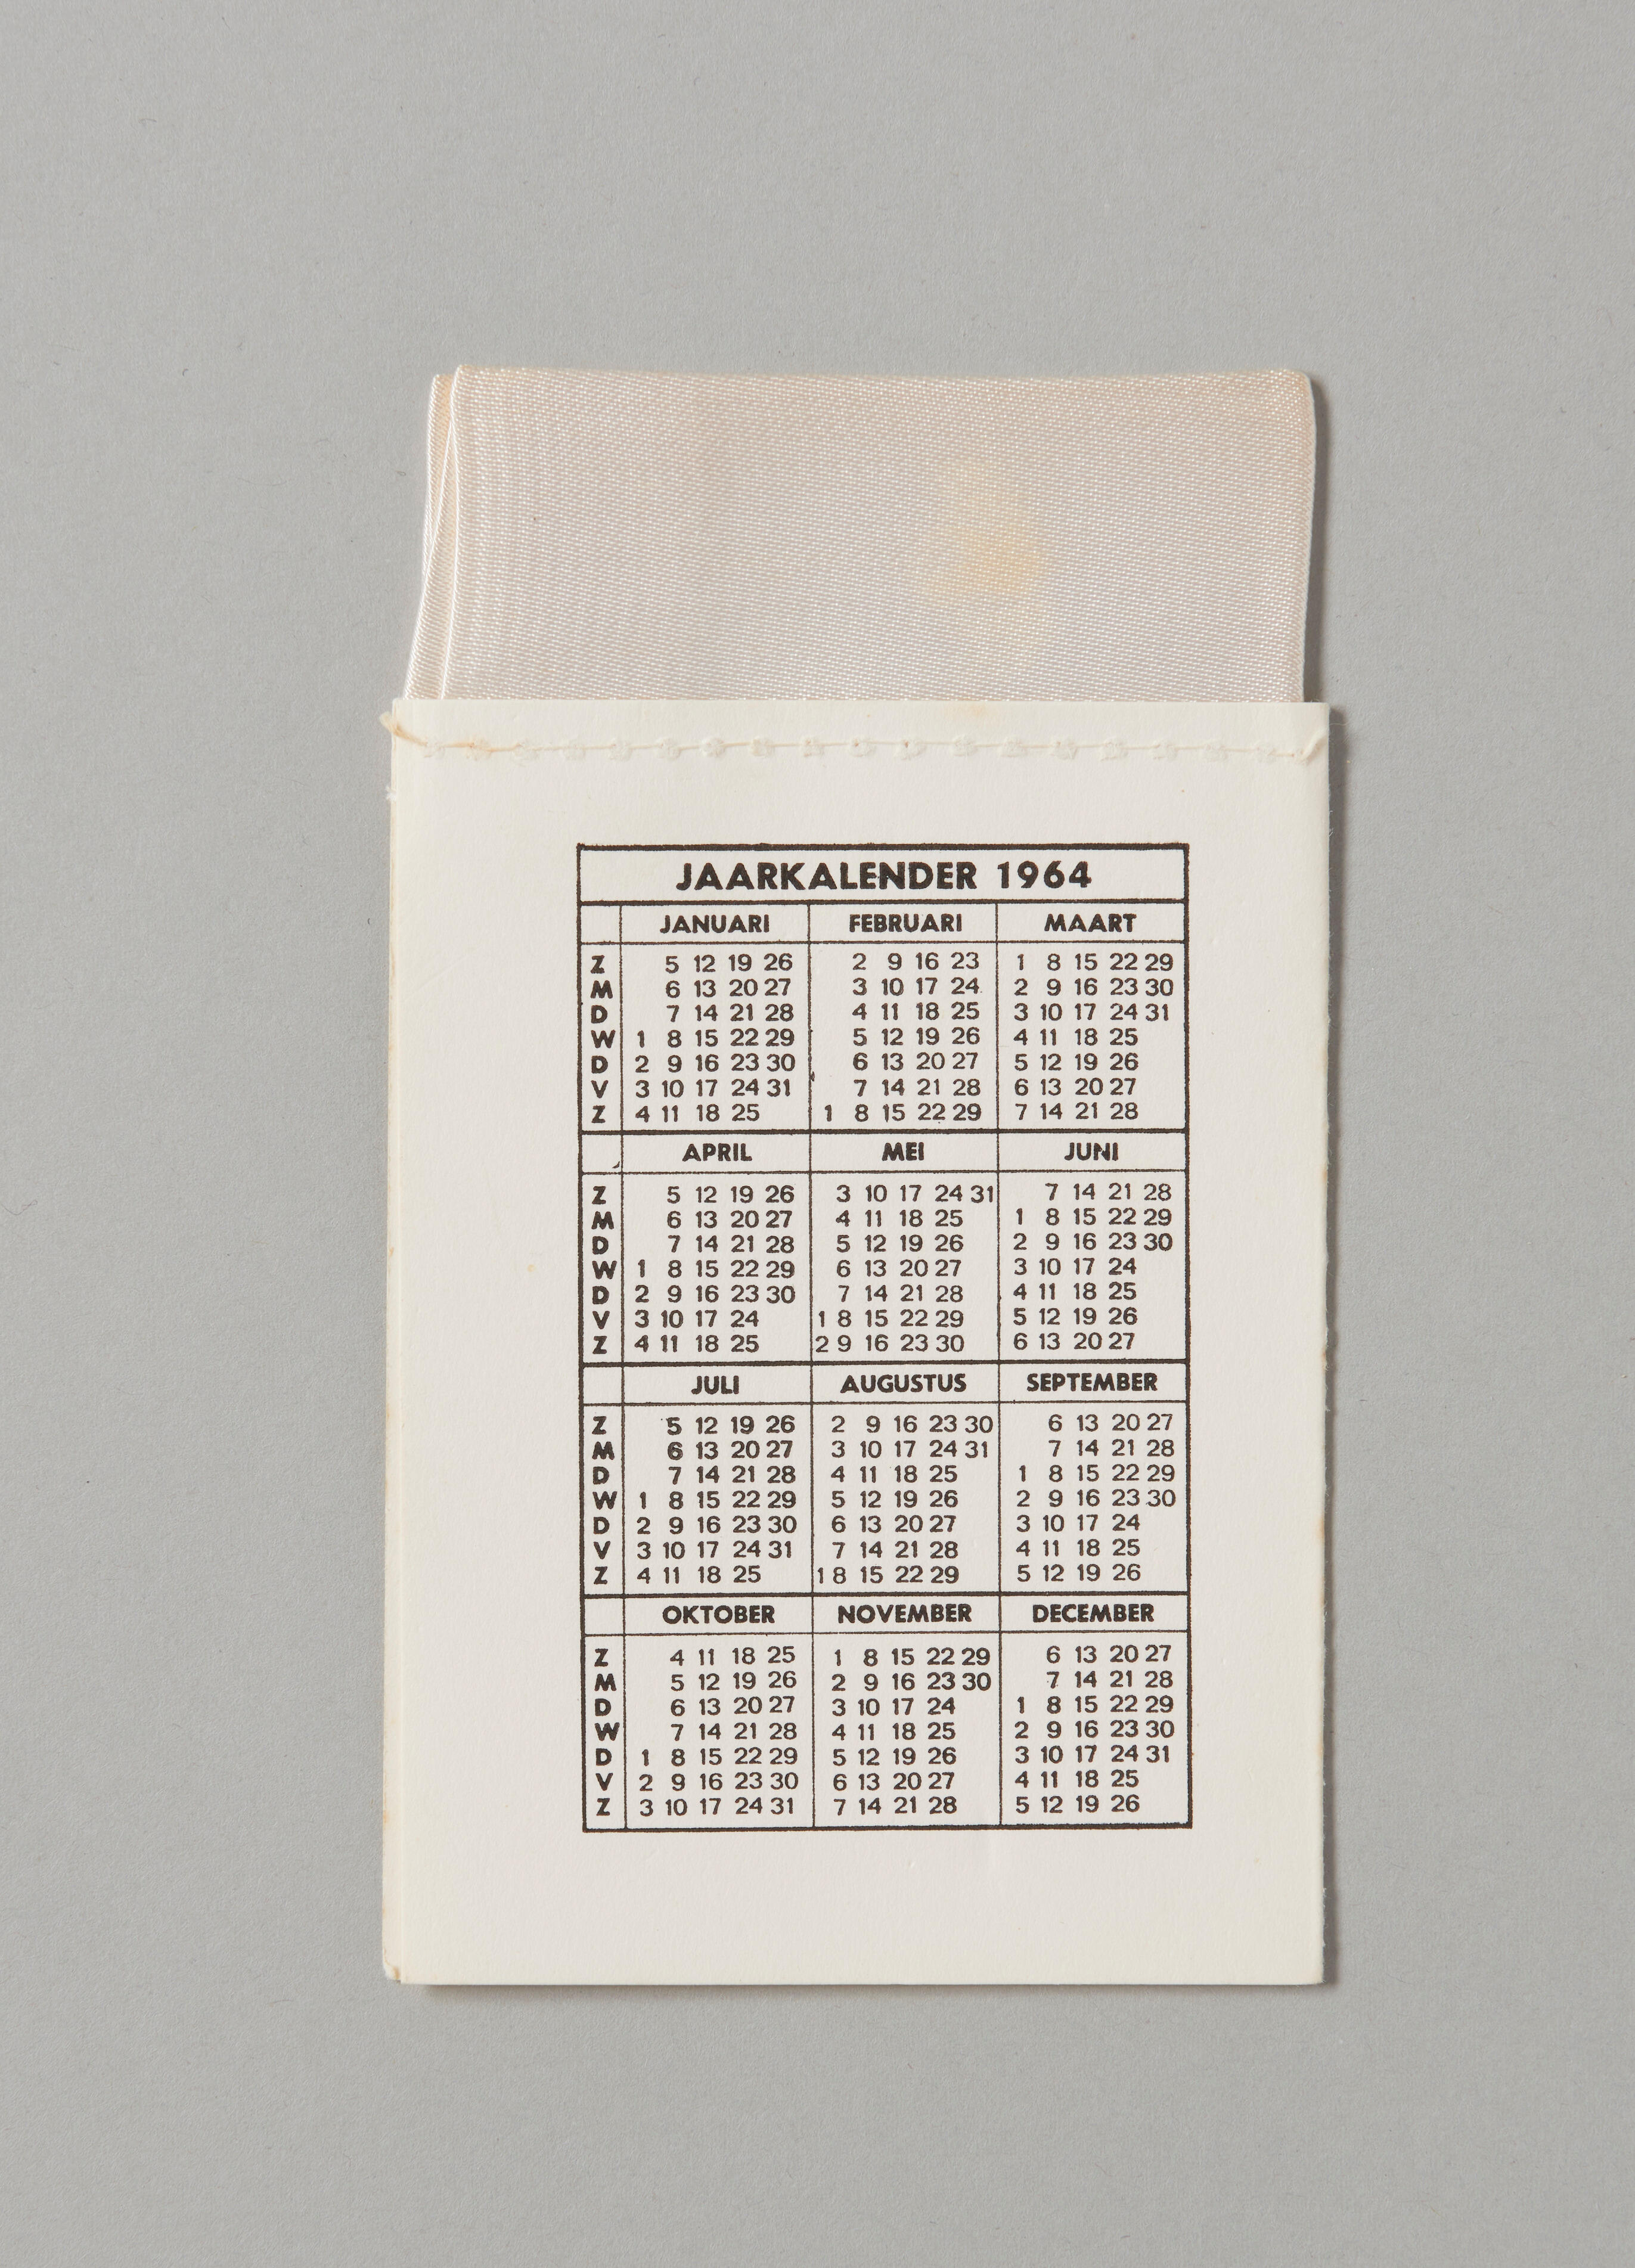 JAARKALENDER 1964
JANUARI FEBRUARI MAART
Z 5 12 19 26 2 9 16 23 1 8 15 22 29
M 6 13 20 27 3 10 17 24 2 9 16 23 30
D 7 14 21 28 4 11 18 25 3 10 17 24 31
W 1 8 15 22 29 5 12 19 26 4 11 18 25
D 2 9 16 23 30 6 13 20 27 5 12 19 26
V 3 10 17 24 31 7 14 21 28 6 13 20 27
Z 4 11 18 25 1 8 15 22 29 7 14 21 28
APRIL MEI JUNI
Z 5 12 19 26 3 10 17 24 31 7 14 21 28
M 6 13 20 27 4 11 18 25 1 8 15 22 29
D 7 14 21 28 5 12 19 26 2 9 16 23 30
W 1 8 15 22 29 6 13 20 27 3 10 17 24
D 2 9 16 23 30 7 14 21 28 4 11 18 25
V 3 10 17 24 1 8 15 22 29 5 12 19 26
Z 4 11 18 25 2 9 16 23 30 6 13 20 27
JULI AUGUSTUS SEPTEMBER
Z 5 12 19 26 2 9 16 23 30 6 13 20 27
M 6 13 20 27 3 10 17 24 31 7 14 21 28
D 7 14 21 28 4 11 18 25 1 8 15 22 29
W 1 8 15 22 29 5 12 19 26 2 9 16 23 30
D 2 9 16 23 30 6 13 20 27 3 10 17 24
V 3 10 17 24 31 7 14 21 28 4 11 18 25
Z 4 11 18 25 1 8 15 22 29 5 12 19 26
OKTOBER NOVEMBER DECEMBER
Z 4 11 18 25 1 8 15 22 29 6 13 20 27
M 5 12 19 26 2 9 16 23 30 7 14 21 28
D 6 13 20 27 3 10 17 24 1 8 15 22 29
W 7 14 21 28 4 11 18 25 2 9 16 23 30
D 1 8 15 22 29 5 12 19 26 3 10 17 24 31
V 2 9 16 23 30 6 13 20 27 4 11 18 25
Z 3 10 17 24 31 7 14 21 28 5 12 19 26